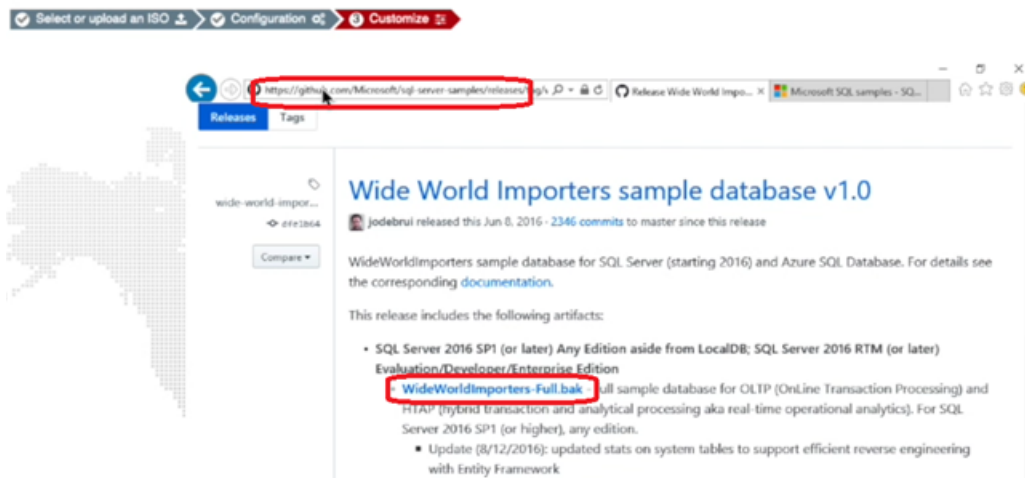 Select or upload an ISO
Configuration
3 Customize
https://github.com/Microsoft/sql-server-samples/releases/tag/v
Release Wide World Impo...
Microsoft SQL samples - SQ...
Releases Tags
wide-world-impor...
Compare
Wide World Importers sample database v1.0
jodebrui released this Jun 8, 2016 · 2346 commits to master since this release
WideWorldImporters sample database for SQL Server (starting 2016) and Azure SQL Database. For details see
the corresponding documentation.
This release includes the following artifacts:
• SQL Server 2016 SP1 (or later) Any Edition aside from LocalDB; SQL Server 2016 RTM (or later)
Evaluation/Developer/Enterprise Edition
WideWorldImporters-Full.bak - ull sample database for OLTP (OnLine Transaction Processing) and
HTAP (hybrid transaction and analytical processing aka real-time operational analytics). For SQL
Server 2016 SP1 (or higher), any edition.
▪ Update (8/12/2016): updated stats on system tables to support efficient reverse engineering
with Entity Framework